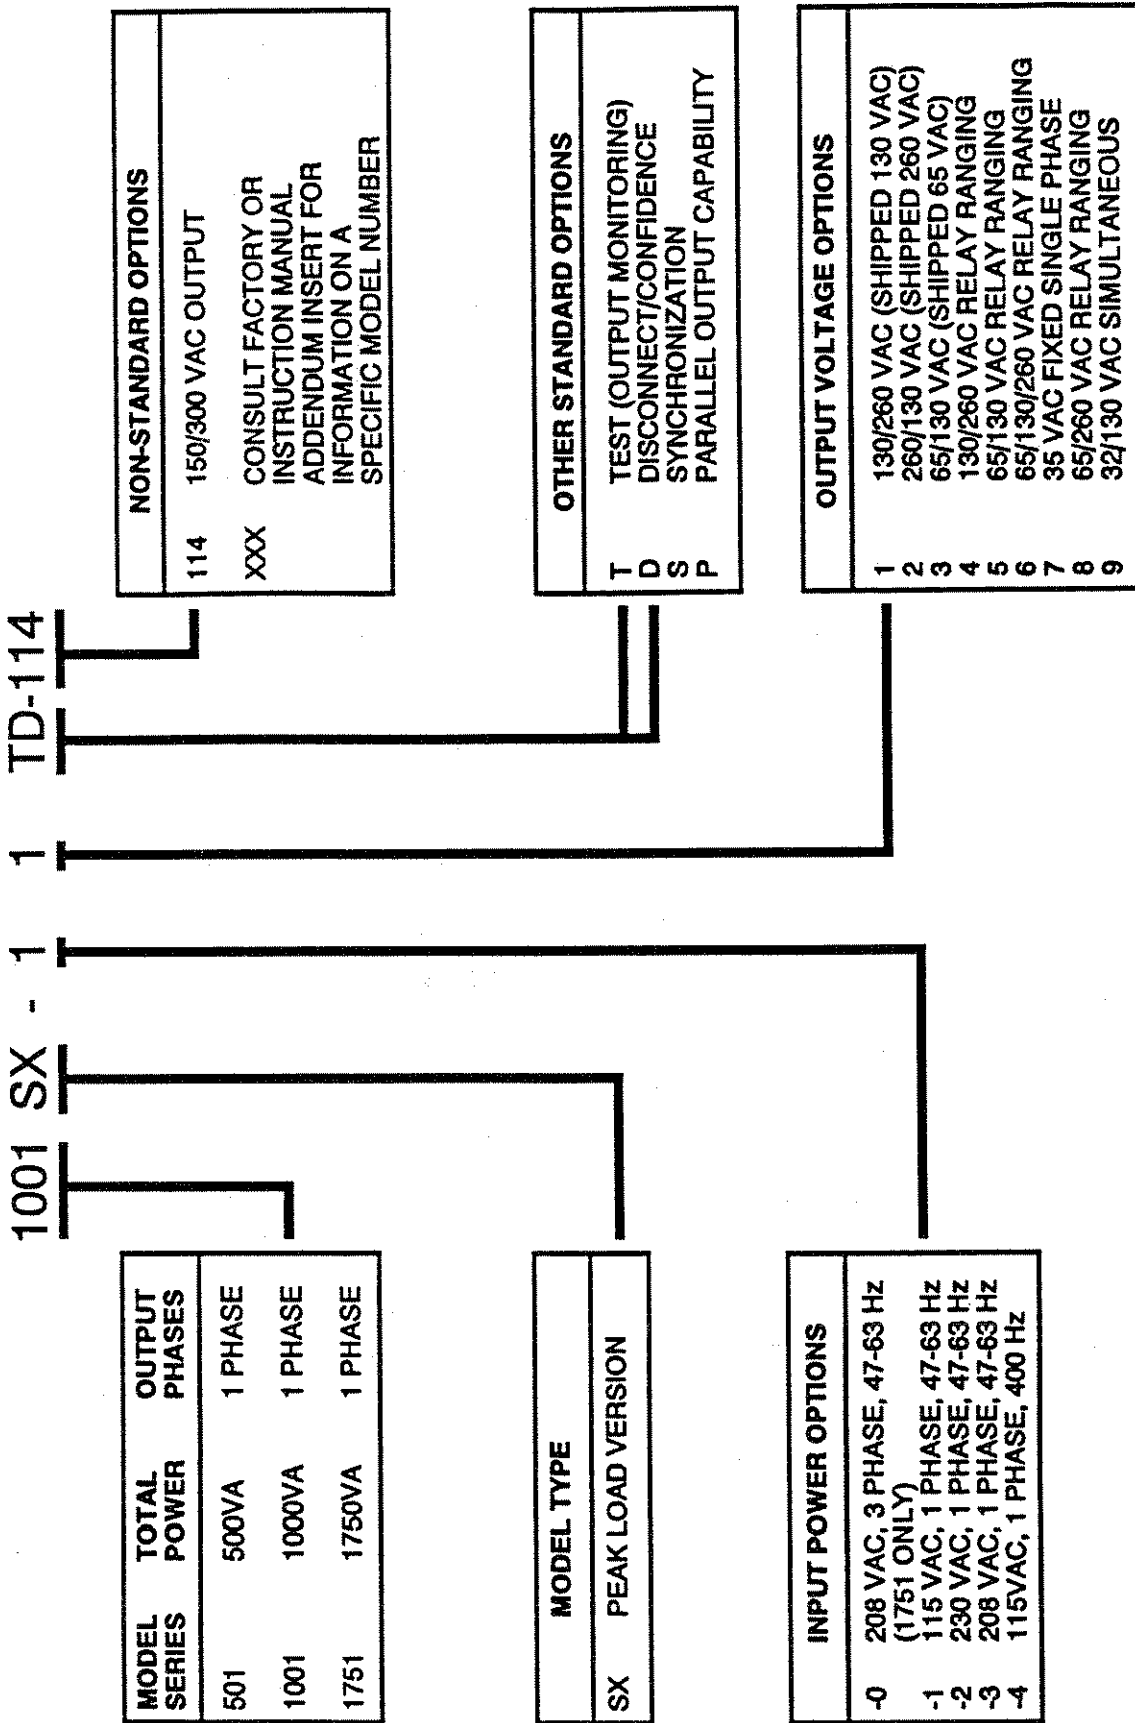 1001 SX - 1 1 TD-114
MODEL SERIES TOTAL POWER OUTPUT PHASES
501 500VA 1 PHASE
1001 1000VA 1 PHASE
1751 1750VA 1 PHASE
MODEL TYPE
SX PEAK LOAD VERSION
INPUT POWER OPTIONS
-0 208 VAC, 3 PHASE, 47-63 Hz
(1751 ONLY)
-1 115 VAC, 1 PHASE, 47-63 Hz
-2 230 VAC, 1 PHASE, 47-63 Hz
-3 208 VAC, 1 PHASE, 47-63 Hz
-4 115VAC, 1 PHASE, 400 Hz
NON-STANDARD OPTIONS
114 150/300 VAC OUTPUT
XXX CONSULT FACTORY OR
INSTRUCTION MANUAL
ADDENDUM INSERT FOR
INFORMATION ON A
SPECIFIC MODEL NUMBER
OTHER STANDARD OPTIONS
T TEST (OUTPUT MONITORING)
D DISCONNECT/CONFIDENCE
S SYNCHRONIZATION
P PARALLEL OUTPUT CAPABILITY
OUTPUT VOLTAGE OPTIONS
1 130/260 VAC (SHIPPED 130 VAC)
2 260/130 VAC (SHIPPED 260 VAC)
3 65/130 VAC (SHIPPED 65 VAC)
4 130/260 VAC RELAY RANGING
5 65/130 VAC RELAY RANGING
6 65/130/260 VAC RELAY RANGING
7 35 VAC FIXED SINGLE PHASE
8 65/260 VAC RELAY RANGING
9 32/130 VAC SIMULTANEOUS